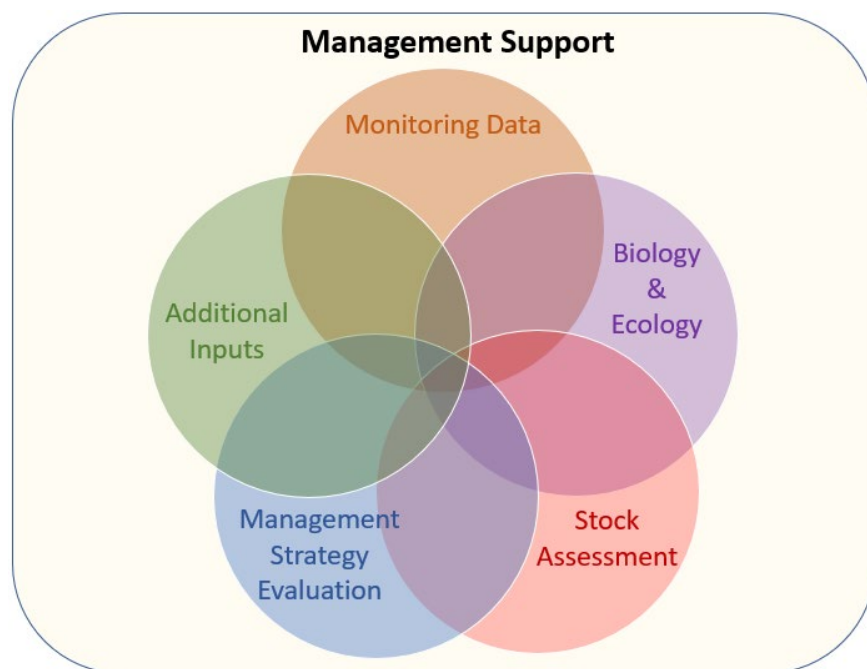 Management Support
Monitoring Data
Biology
&
Ecology
Additional
Inputs
Management
Strategy
Evaluation
Stock
Assessment